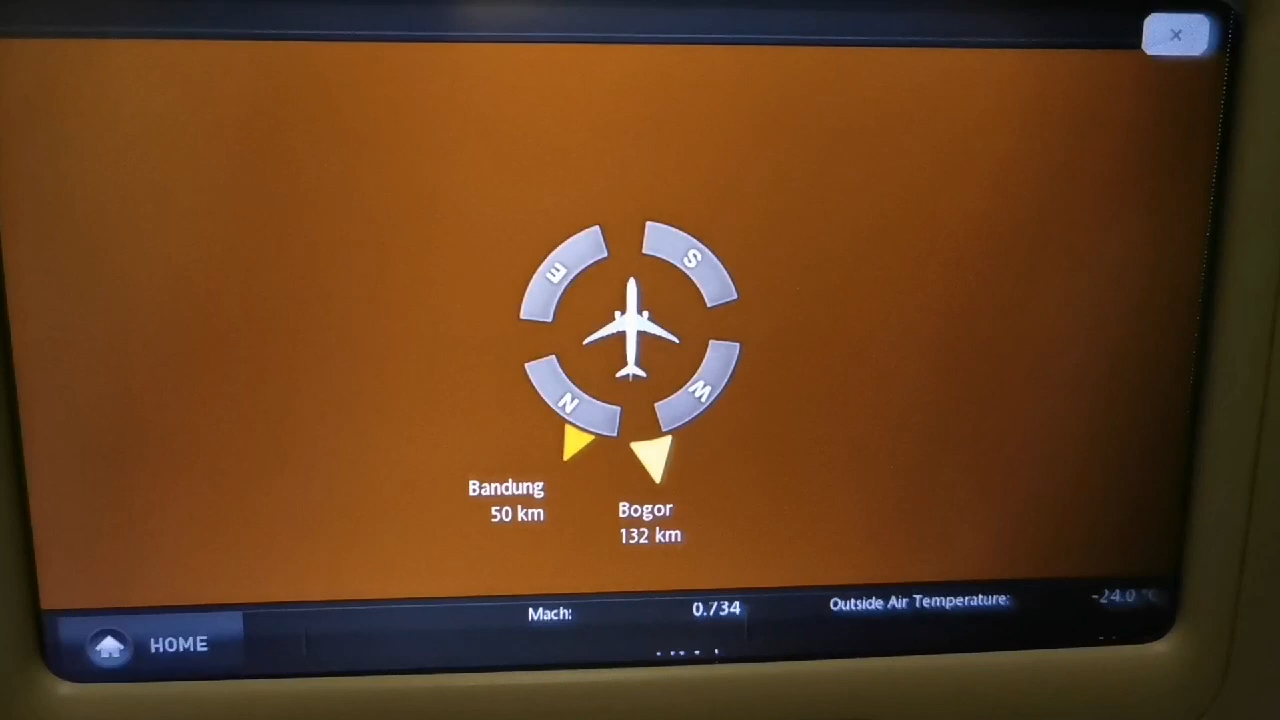 ×
E
S
N
W
Bandung
50 km
Bogor
132 km
Mach: 0.734
Outside Air Temperature: -24.0 °C
HOME